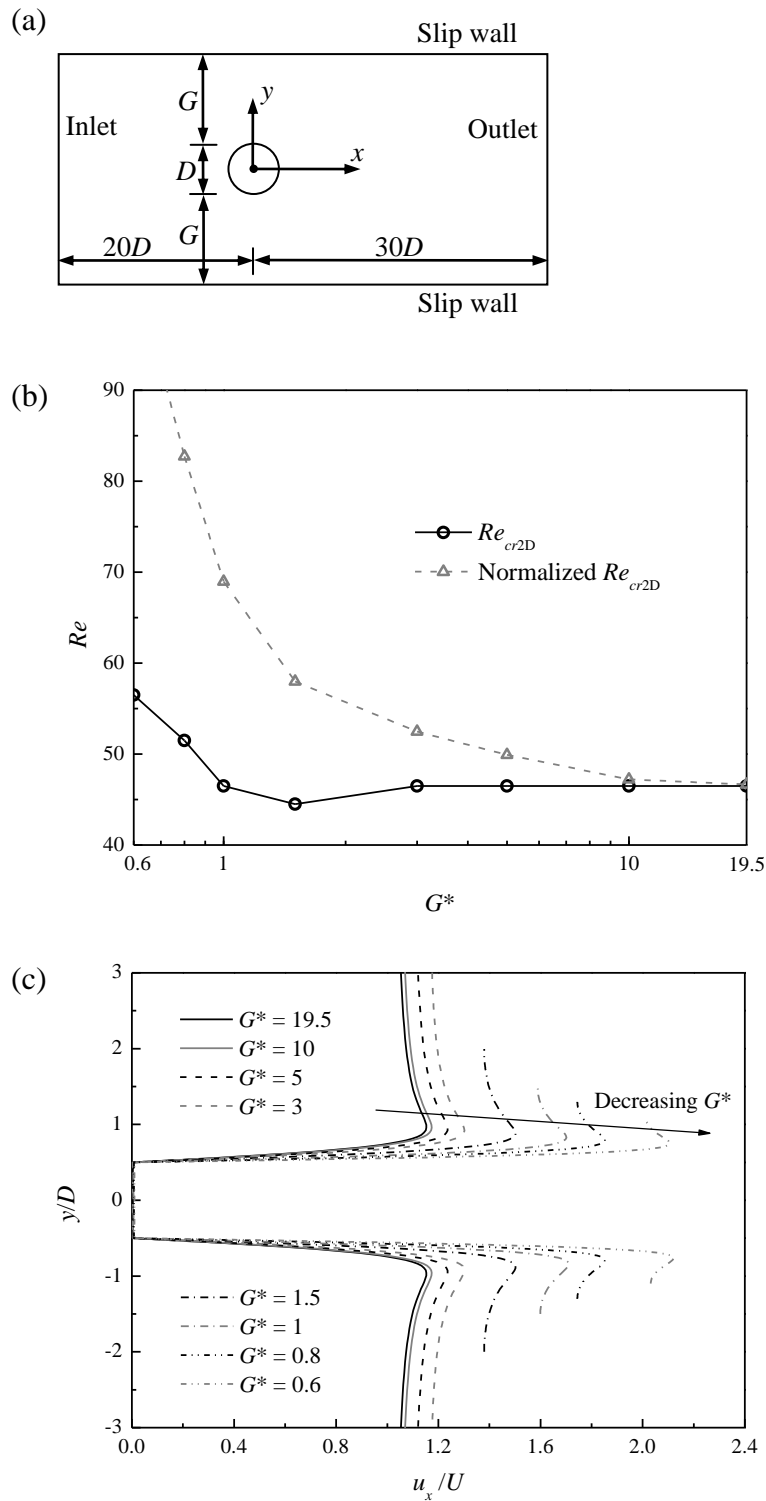 (a)
Slip wall
G
y
Inlet
Outlet
D
x
G
20D
30D
Slip wall
(b)
90
80
70
60
50
40
Re
Re_cr2D
Normalized Re_cr2D
0.6
1
10
19.5
G*
(c)
3
2
1
0
-1
-2
-3
y/D
G* = 19.5
G* = 10
G* = 5
G* = 3
Decreasing G*
G* = 1.5
G* = 1
G* = 0.8
G* = 0.6
0.0
0.4
0.8
1.2
1.6
2.0
2.4
u_x/U